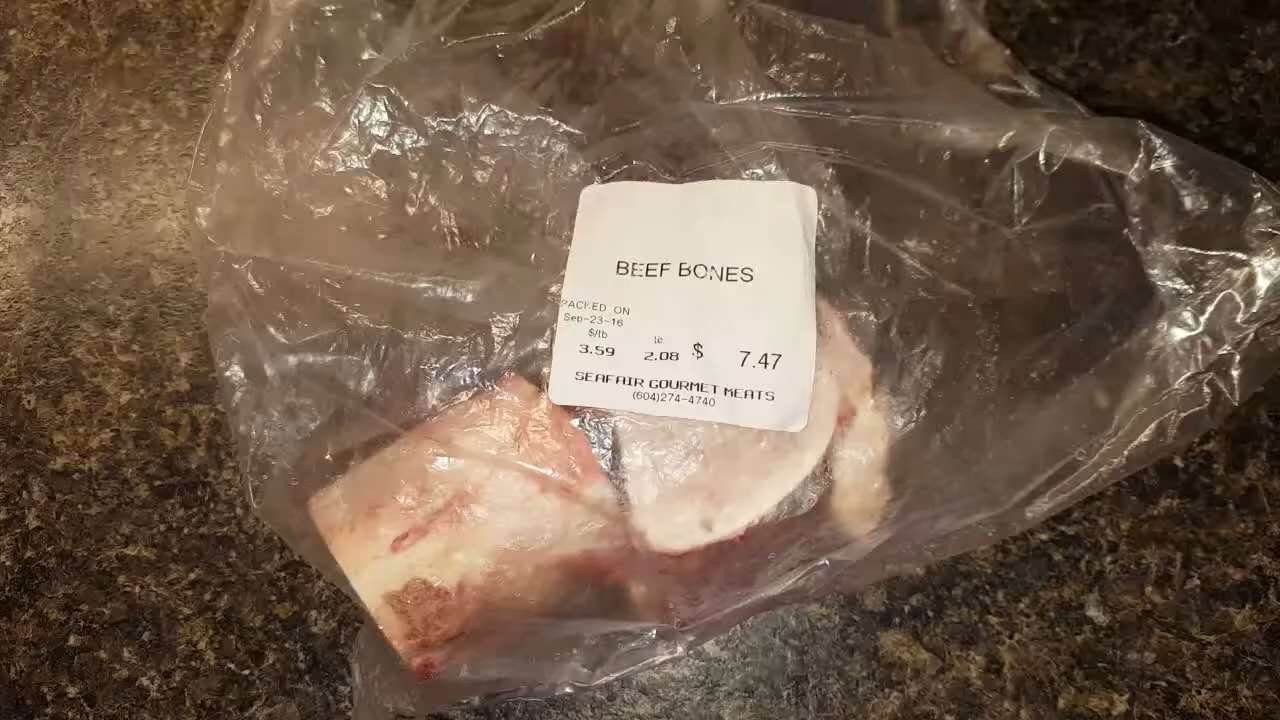 BEEF BONES
PACKED ON
Sep-23-16
$/lb lb
3.59 2.08 $ 7.47
SEAFAIR GOURMET MEATS
(604)274-4740